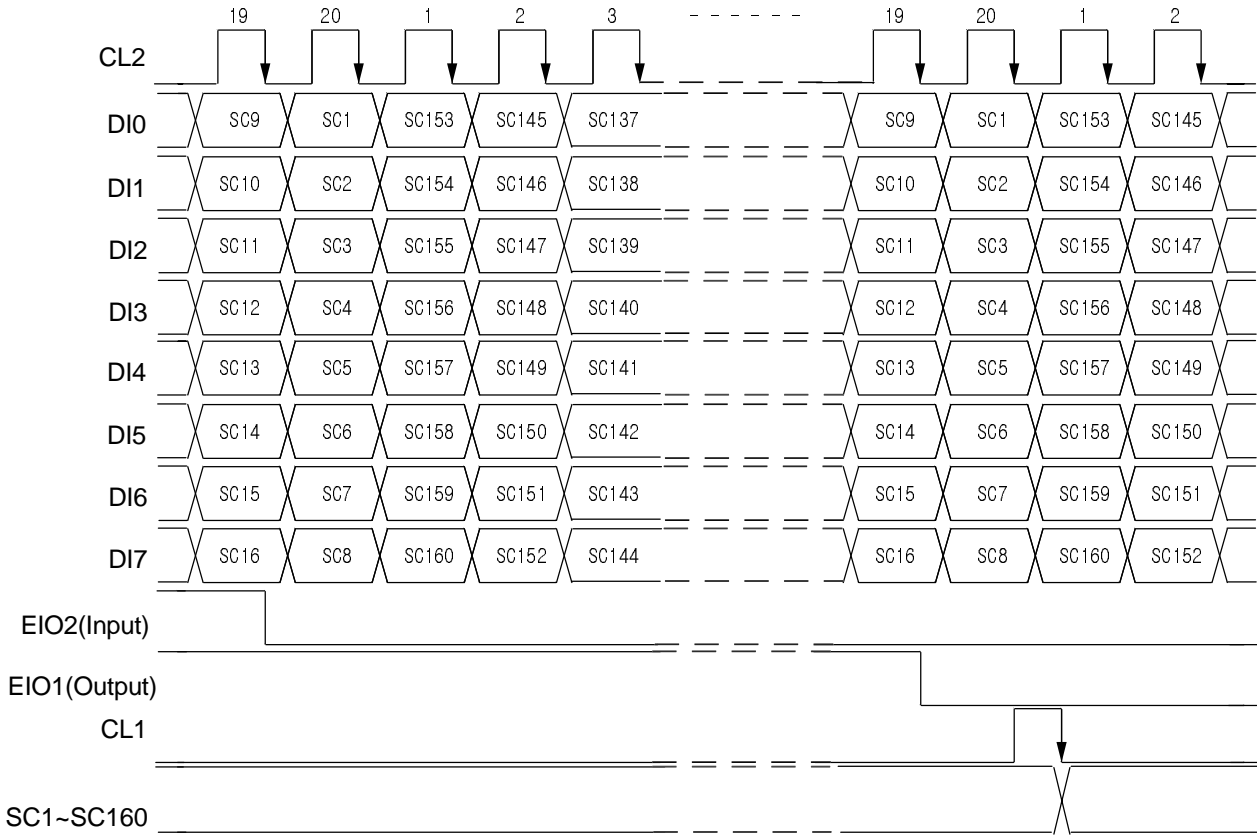 19 20 1 2 3 19 20 1 2
CL2
DI0 SC9 SC1 SC153 SC145 SC137 SC9 SC1 SC153 SC145
DI1 SC10 SC2 SC154 SC146 SC138 SC10 SC2 SC154 SC146
DI2 SC11 SC3 SC155 SC147 SC139 SC11 SC3 SC155 SC147
DI3 SC12 SC4 SC156 SC148 SC140 SC12 SC4 SC156 SC148
DI4 SC13 SC5 SC157 SC149 SC141 SC13 SC5 SC157 SC149
DI5 SC14 SC6 SC158 SC150 SC142 SC14 SC6 SC158 SC150
DI6 SC15 SC7 SC159 SC151 SC143 SC15 SC7 SC159 SC151
DI7 SC16 SC8 SC160 SC152 SC144 SC16 SC8 SC160 SC152
EIO2(Input)
EIO1(Output)
CL1
SC1~SC160